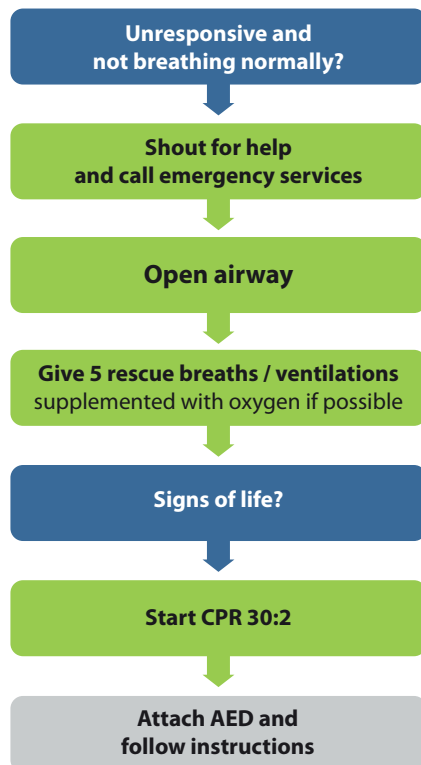 Unresponsive and
not breathing normally?
Shout for help
and call emergency services
Open airway
Give 5 rescue breaths / ventilations
supplemented with oxygen if possible
Signs of life?
Start CPR 30:2
Attach AED and
follow instructions